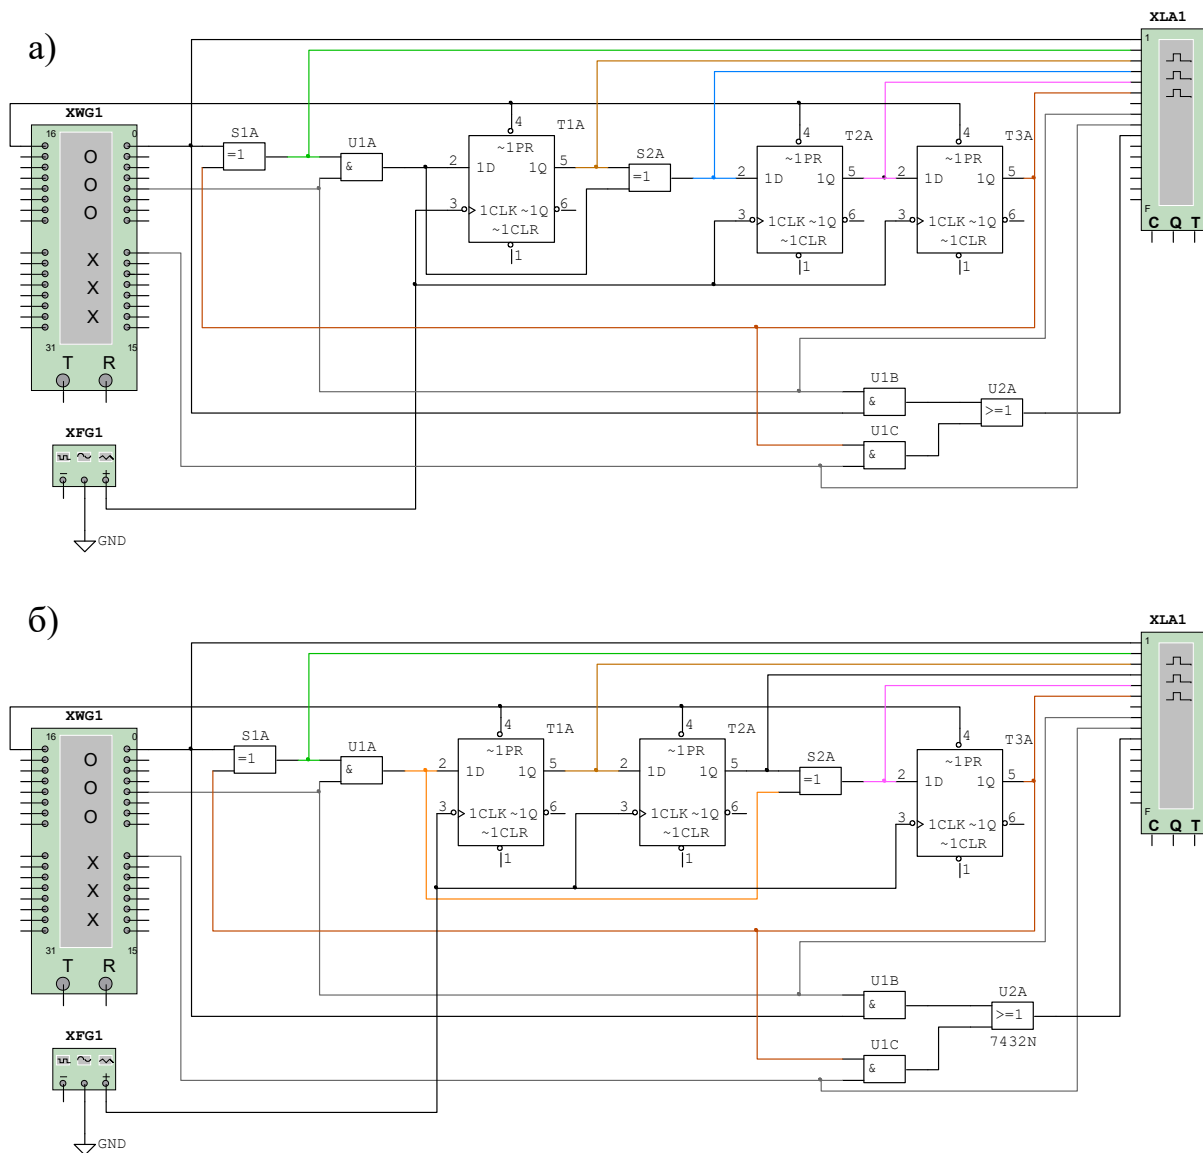 а)
XLA1
1
XWG1
16 0
S1A
=1
U1A
&
4
T1A
~1PR
2 1D 1Q 5
3 1CLK ~1Q 6
~1CLR
1
S2A
=1
4
T2A
~1PR
2 1D 1Q 5
3 1CLK ~1Q 6
~1CLR
1
4
T3A
~1PR
2 1D 1Q 5
3 1CLK ~1Q 6
~1CLR
1
F
C Q T
O
O
O
X
X
X
31 15
T R
U1B
&
U2A
>=1
U1C
&
XFG1
− +
GND
б)
XLA1
1
XWG1
16 0
S1A
=1
U1A
&
4
T1A
~1PR
2 1D 1Q 5
3 1CLK ~1Q 6
~1CLR
1
4
T2A
~1PR
2 1D 1Q 5
3 1CLK ~1Q 6
~1CLR
1
S2A
=1
4
T3A
~1PR
2 1D 1Q 5
3 1CLK ~1Q 6
~1CLR
1
F
C Q T
O
O
O
X
X
X
31 15
T R
U1B
&
U2A
>=1
7432N
U1C
&
XFG1
− +
GND